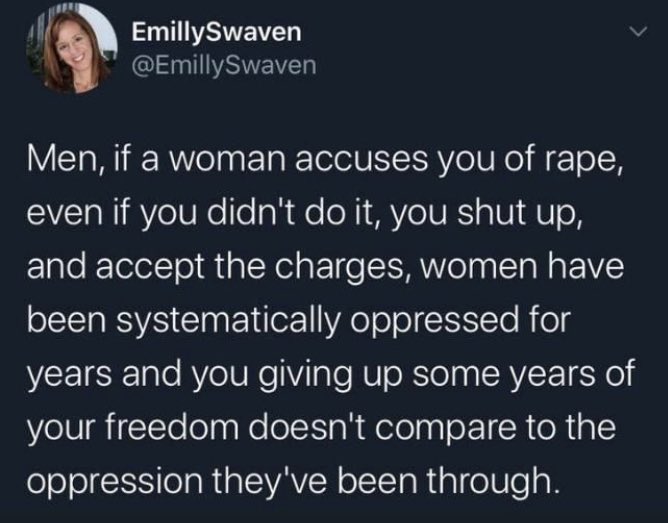 EmillySwaven
@EmillySwaven
Men, if a woman accuses you of rape,
even if you didn't do it, you shut up,
and accept the charges, women have
been systematically oppressed for
years and you giving up some years of
your freedom doesn't compare to the
oppression they've been through.